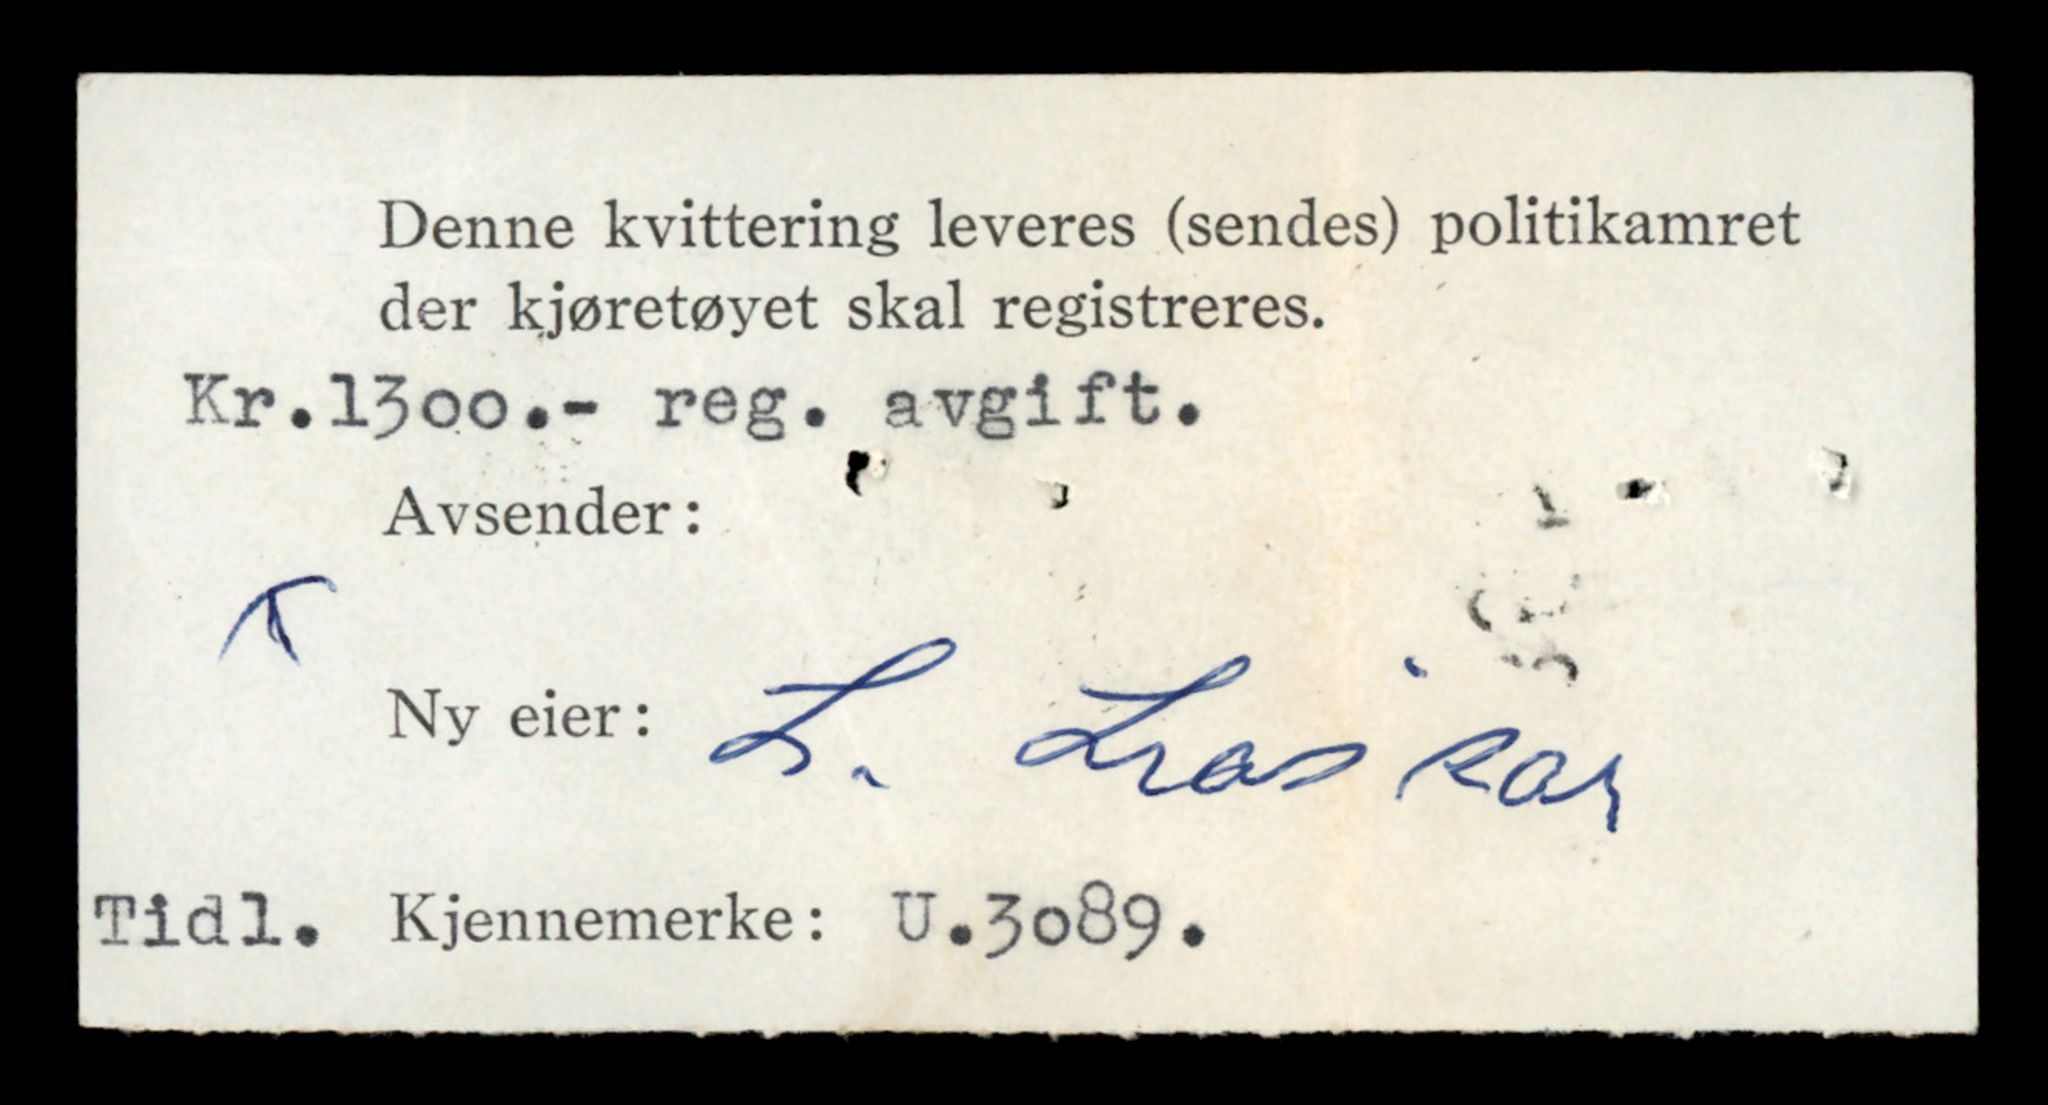 Denne kvittering leveres (sendes) politikamret
der kjøretøyet skal registreres.
Kr.1300.- reg. avgift.
Avsender:
Ny eier: L.
Tidl. Kjennemerke: U.3089.